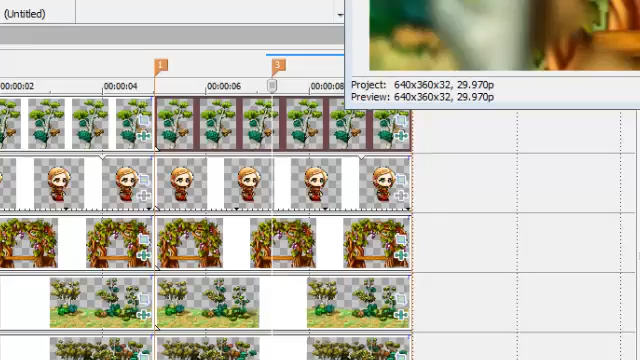 (Untitled)
1
3
00:00:02
00:00:04
00:00:06
00:00:08
Project: 640x360x32, 29.970p
Preview: 640x360x32, 29.970p